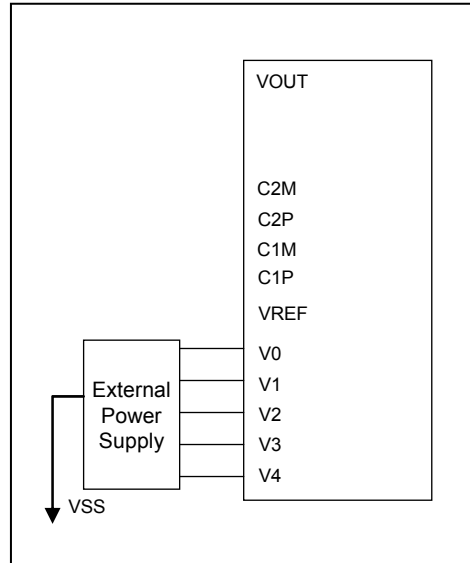 VOUT
C2M
C2P
C1M
C1P
VREF
V0
V1
V2
V3
V4
External
Power
Supply
VSS